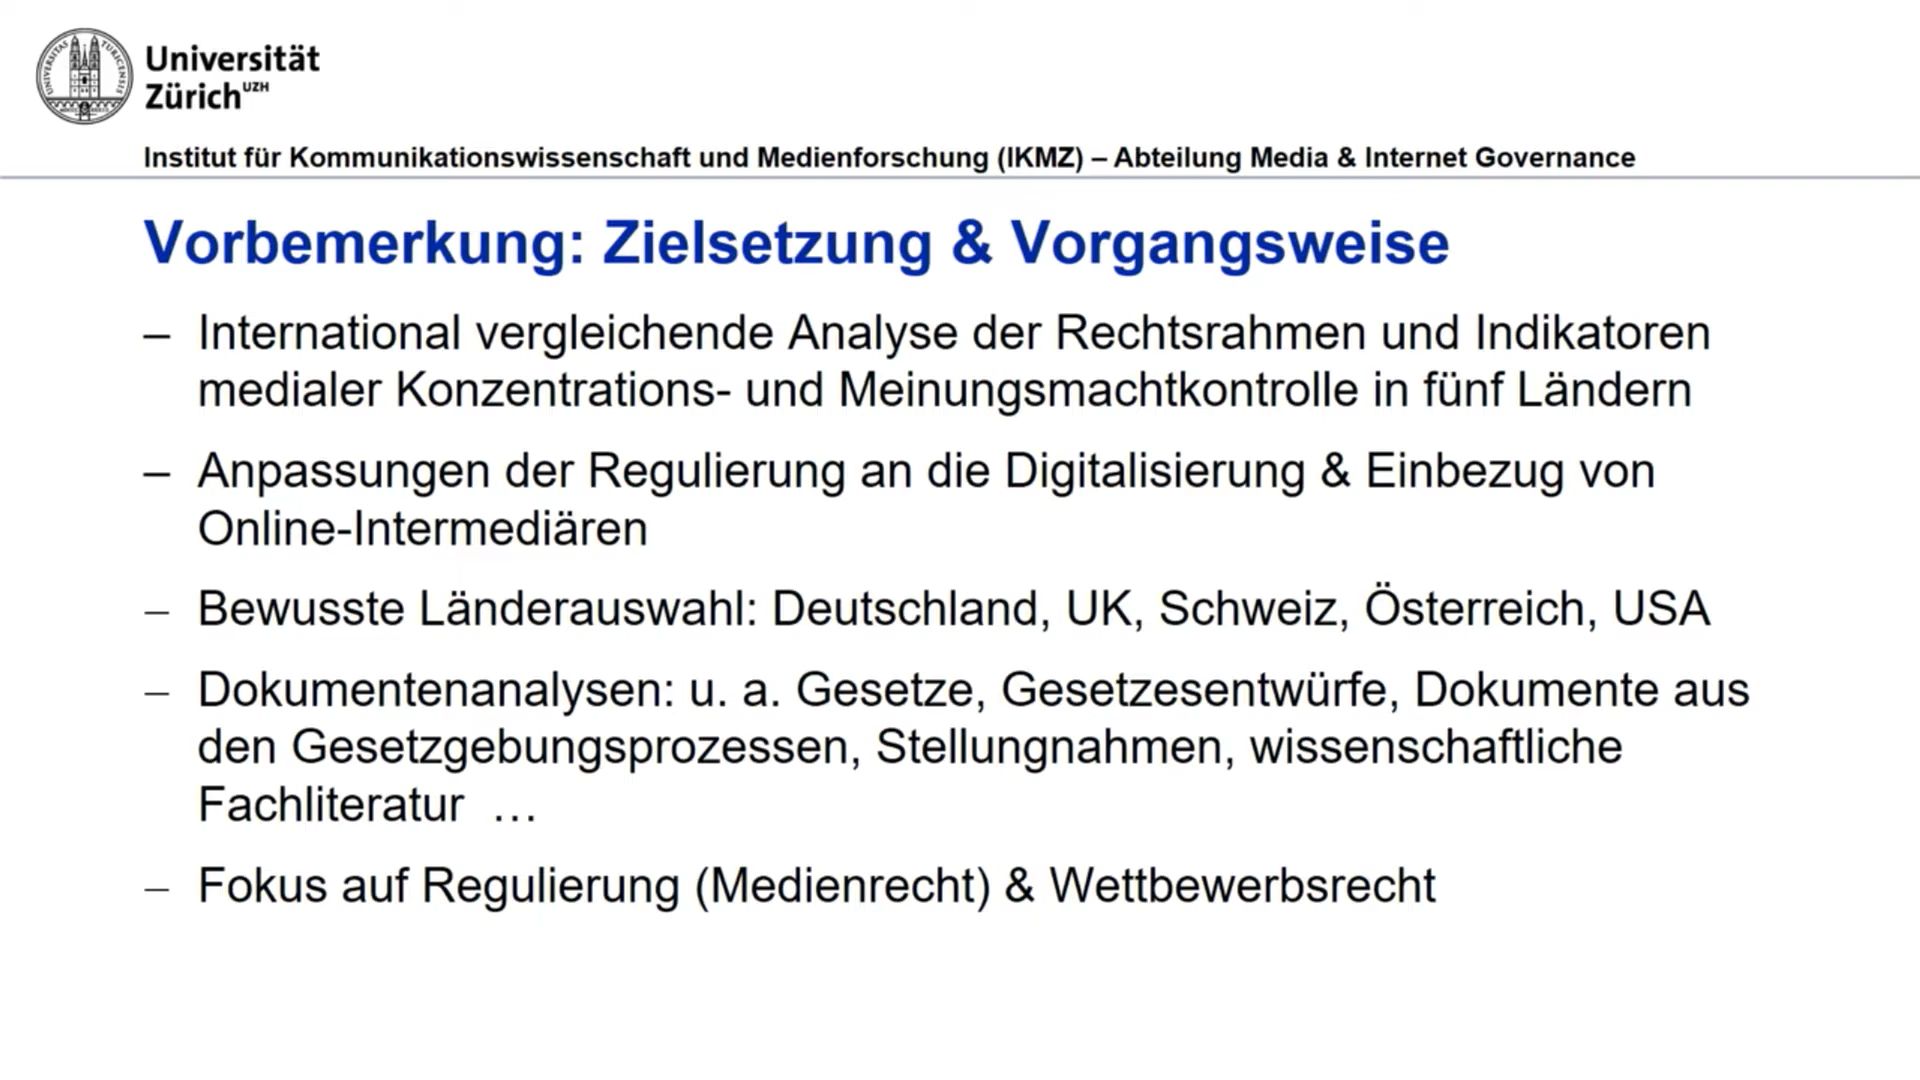 UNIVERSITAS TURICENSIS
Universität
Zürich UZH
Institut für Kommunikationswissenschaft und Medienforschung (IKMZ) – Abteilung Media & Internet Governance
Vorbemerkung: Zielsetzung & Vorgangsweise
– International vergleichende Analyse der Rechtsrahmen und Indikatoren
medialer Konzentrations- und Meinungsmachtkontrolle in fünf Ländern
– Anpassungen der Regulierung an die Digitalisierung & Einbezug von
Online-Intermediären
– Bewusste Länderauswahl: Deutschland, UK, Schweiz, Österreich, USA
– Dokumentenanalysen: u. a. Gesetze, Gesetzesentwürfe, Dokumente aus
den Gesetzgebungsprozessen, Stellungnahmen, wissenschaftliche
Fachliteratur …
– Fokus auf Regulierung (Medienrecht) & Wettbewerbsrecht